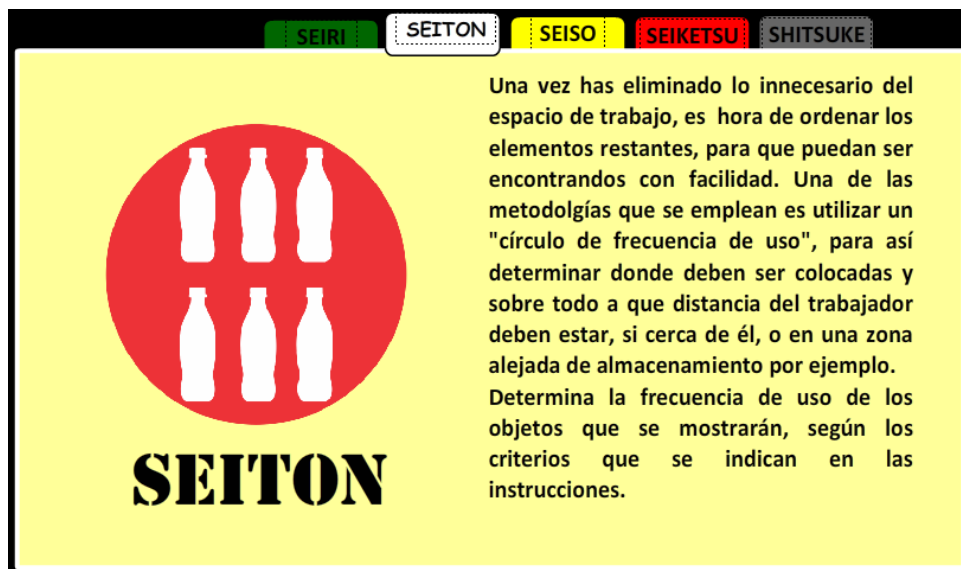 SEIRI
SEITON
SEISO
SEIKETSU
SHITSUKE
Una vez has eliminado lo innecesario del
espacio de trabajo, es hora de ordenar los
elementos restantes, para que puedan ser
encontrandos con facilidad. Una de las
metodolgías que se emplean es utilizar un
"círculo de frecuencia de uso", para así
determinar donde deben ser colocadas y
sobre todo a que distancia del trabajador
deben estar, si cerca de él, o en una zona
alejada de almacenamiento por ejemplo.
Determina la frecuencia de uso de los
objetos que se mostrarán, según los
criterios que se indican en las
instrucciones.
SEITON